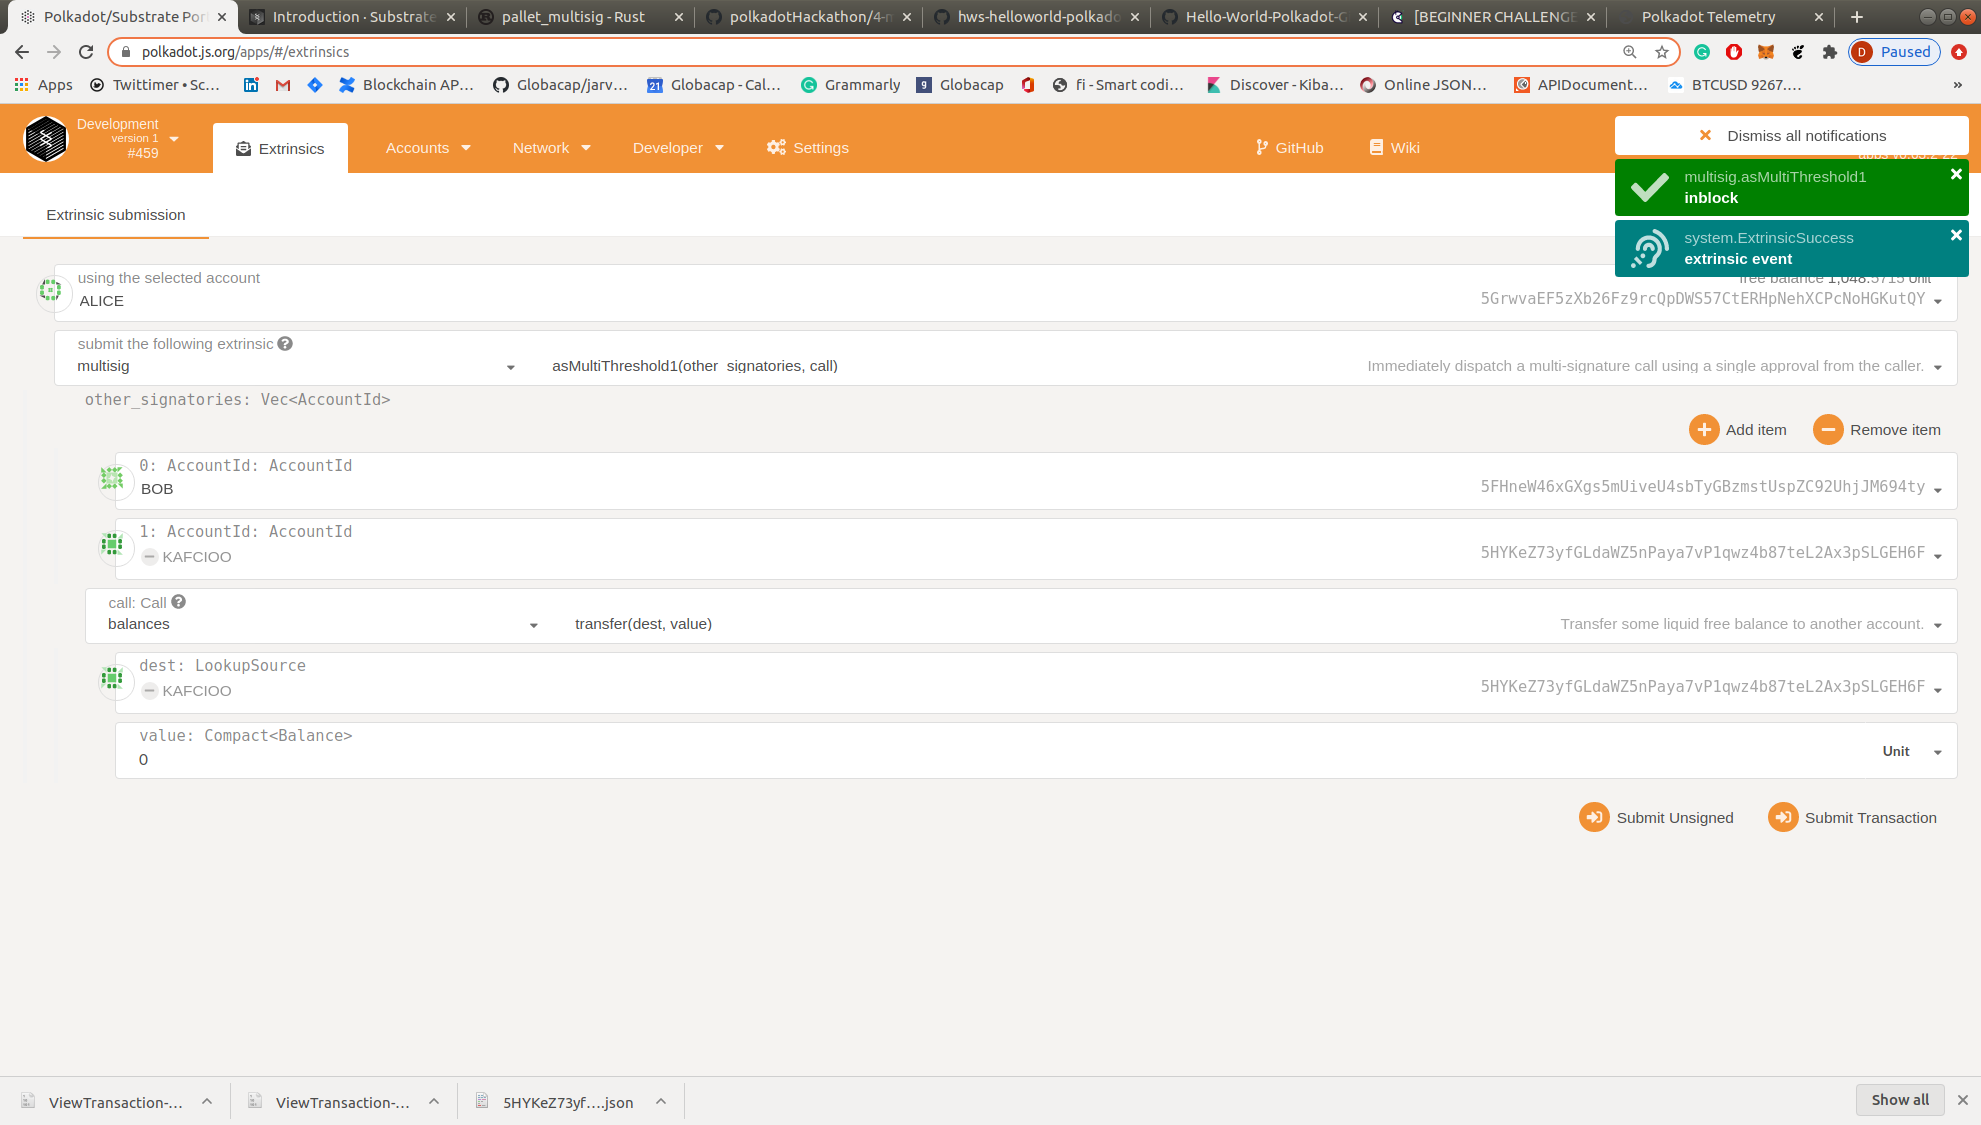 Polkadot/Substrate Por
Introduction · Substrate
pallet_multisig - Rust
polkadotHackathon/4-m
hws-helloworld-polkado
Hello-World-Polkadot-G
[BEGINNER CHALLENGE
Polkadot Telemetry
polkadot.js.org/apps/#/extrinsics
D Paused
Apps
Twittimer • Sc…
Blockchain AP…
Globacap/jarv…
21 Globacap - Cal…
Grammarly
g Globacap
fi - Smart codi…
Discover - Kiba…
Online JSON…
APIDocument…
BTCUSD 9267.…
»
Development
version 1
#459
Extrinsics
Accounts
Network
Developer
Settings
GitHub
Wiki
Dismiss all notifications
multisig.asMultiThreshold1
inblock
system.ExtrinsicSuccess
extrinsic event
Extrinsic submission
using the selected account
free balance 1,048.5715 Unit
ALICE
5GrwvaEF5zXb26Fz9rcQpDWS57CtERHpNehXCPcNoHGKutQY
submit the following extrinsic
multisig
asMultiThreshold1(other_signatories, call)
Immediately dispatch a multi-signature call using a single approval from the caller.
other_signatories: Vec<AccountId>
Add item
Remove item
0: AccountId: AccountId
BOB
5FHneW46xGXgs5mUiveU4sbTyGBzmstUspZC92UhjJM694ty
1: AccountId: AccountId
KAFCIOO
5HYKeZ73yfGLdaWZ5nPaya7vP1qwz4b87teL2Ax3pSLGEH6F
call: Call
balances
transfer(dest, value)
Transfer some liquid free balance to another account.
dest: LookupSource
KAFCIOO
5HYKeZ73yfGLdaWZ5nPaya7vP1qwz4b87teL2Ax3pSLGEH6F
value: Compact<Balance>
0
Unit
Submit Unsigned
Submit Transaction
ViewTransaction-...
ViewTransaction-...
5HYKeZ73yf....json
Show all